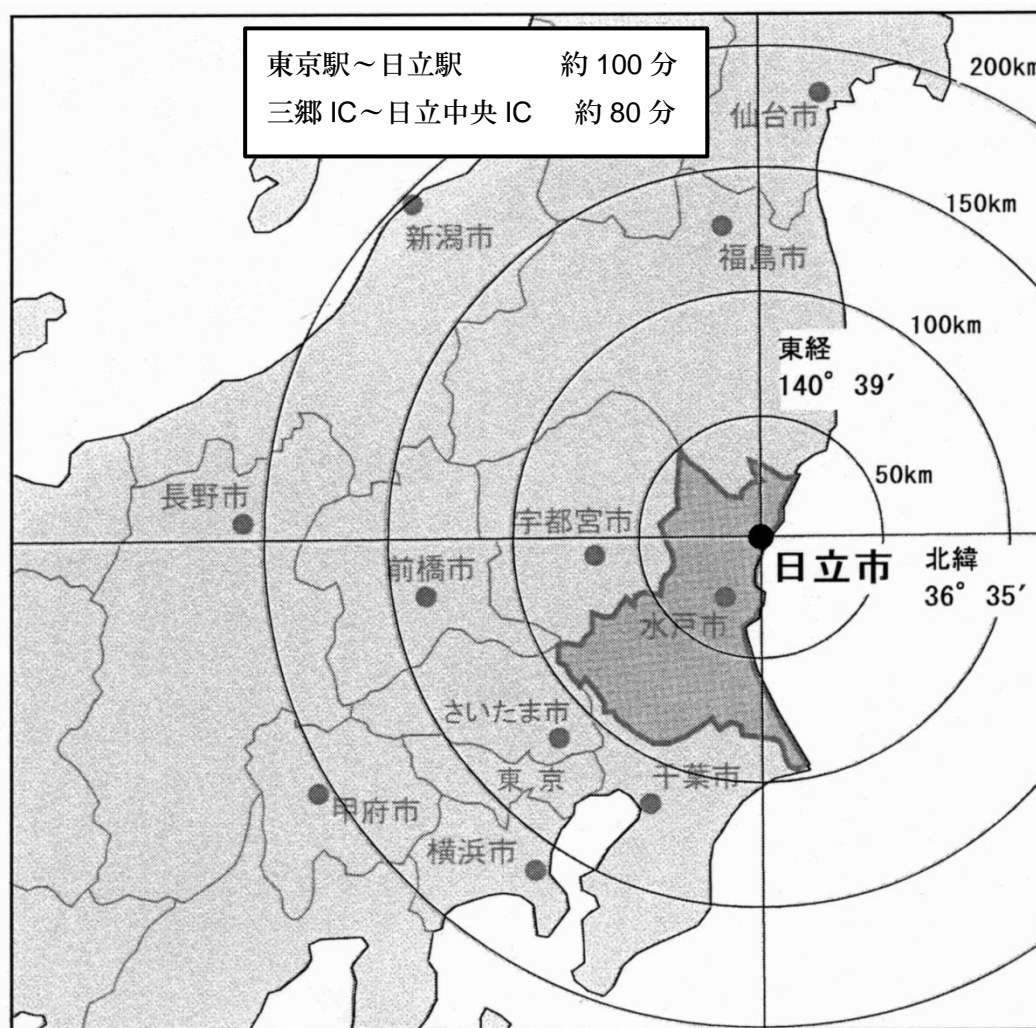 東京駅~日立駅 約 100 分
三郷 IC~日立中央 IC 約 80 分
200km
仙台市
150km
新潟市
福島市
100km
東経
140° 39′
50km
長野市
宇都宮市
前橋市
日立市
北緯
36° 35′
水戸市
さいたま市
東 京
千葉市
甲府市
横浜市